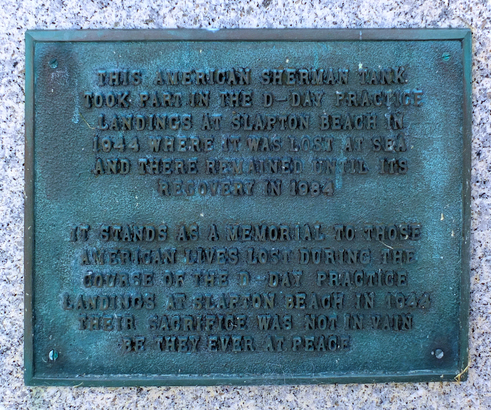 THIS AMERICAN SHERMAN TANK
TOOK PART IN THE D-DAY PRACTICE
LANDINGS AT SLAPTON BEACH IN
1944 WHERE IT WAS LOST AT SEA
AND THERE REMAINED UNTIL ITS
RECOVERY IN 1984
IT STANDS AS A MEMORIAL TO THOSE
AMERICAN LIVES LOST DURING THE
COURSE OF THE D-DAY PRACTICE
LANDINGS AT SLAPTON BEACH IN 1944
THEIR SACRIFICE WAS NOT IN VAIN
BE THEY EVER AT PEACE